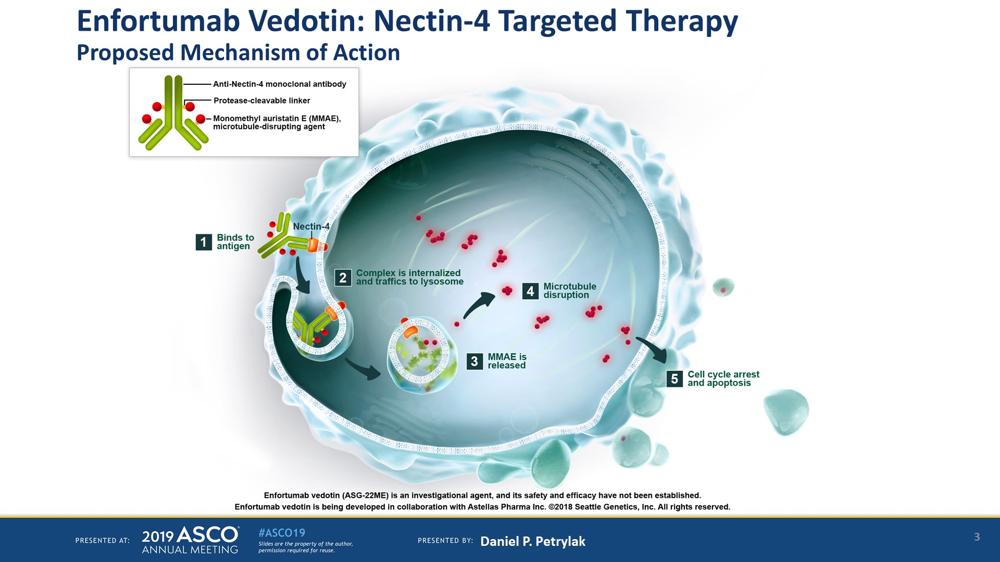 Enfortumab Vedotin: Nectin-4 Targeted Therapy
Proposed Mechanism of Action
Anti-Nectin-4 monoclonal antibody
Protease-cleavable linker
Monomethyl auristatin E (MMAE),
microtubule-disrupting agent
Nectin-4
1 Binds to
antigen
2 Complex is internalized
and traffics to lysosome
3 MMAE is
released
4 Microtubule
disruption
5 Cell cycle arrest
and apoptosis
Enfortumab vedotin (ASG-22ME) is an investigational agent, and its safety and efficacy have not been established.
Enfortumab vedotin is being developed in collaboration with Astellas Pharma Inc. ©2018 Seattle Genetics, Inc. All rights reserved.
PRESENTED AT:
2019 ASCO®
ANNUAL MEETING
#ASCO19
Slides are the property of the author,
permission required for reuse.
PRESENTED BY: Daniel P. Petrylak
3